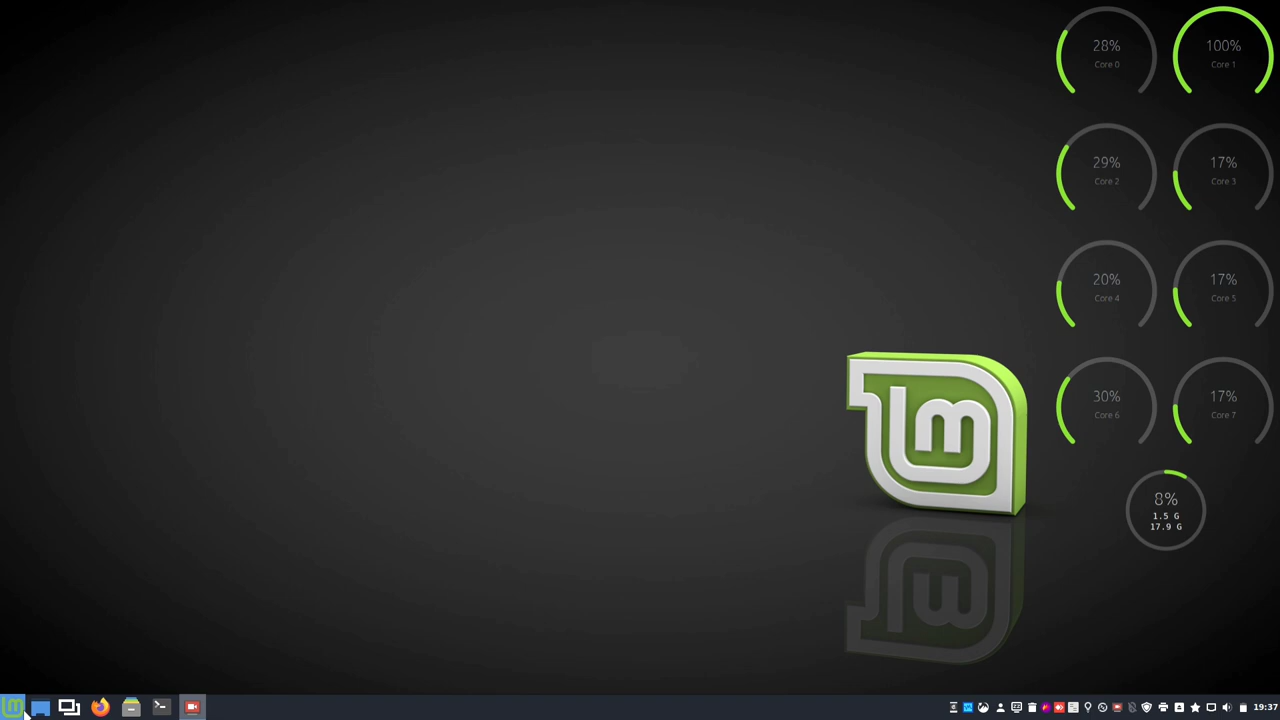 28%
Core 0
100%
Core 1
29%
Core 2
17%
Core 3
20%
Core 4
17%
Core 5
30%
Core 6
17%
Core 7
8%
1.5 G
17.9 G
lm
19:37